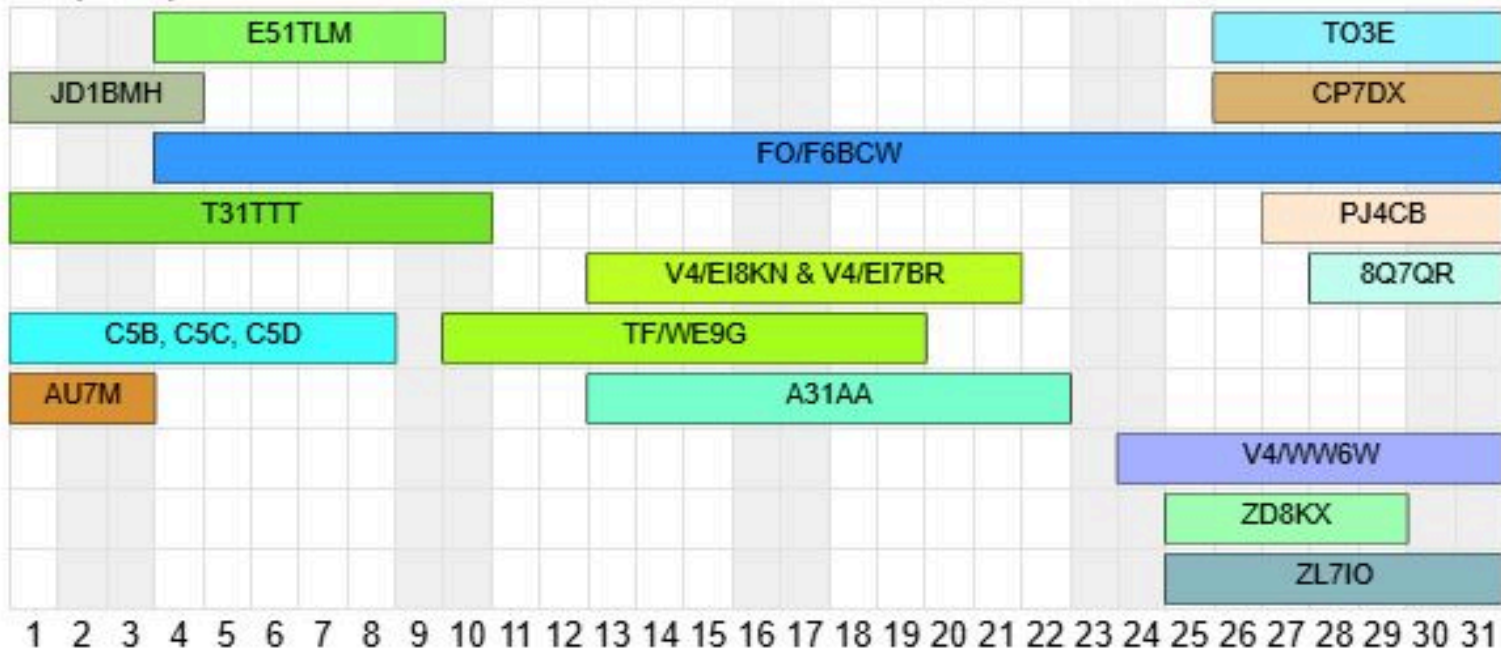 E51TLM TO3E
JD1BMH CP7DX
FO/F6BCW
T31TTT PJ4CB
V4/EI8KN & V4/EI7BR 8Q7QR
C5B, C5C, C5D TF/WE9G
AU7M A31AA
V4/WW6W
ZD8KX
ZL7IO
1 2 3 4 5 6 7 8 9 10 11 12 13 14 15 16 17 18 19 20 21 22 23 24 25 26 27 28 29 30 31